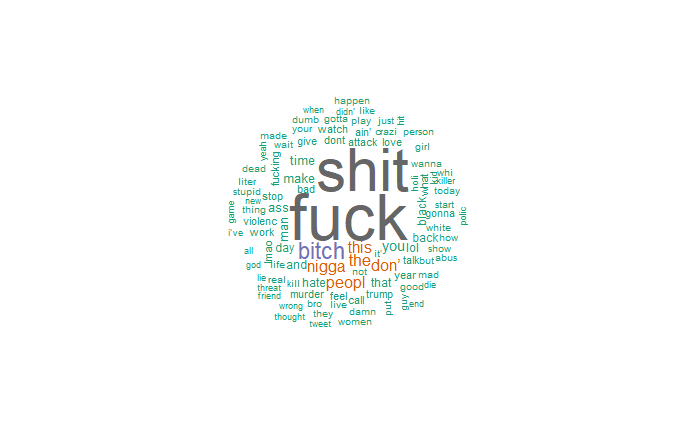 happen
when didn' like
dumb gotta play just hit
your watch ain' crazi person
made give dont attack love girl
yeah wait fucking time shit wanna
dead make what kid whi
liter bad holi killer
stupid stop today
new ass fuck black start
game thing man gonna polic
violenc white
i've work back how
all lmao day bitch this you lol show
god life and nigga the it' don' talk but abus
lie real kill hate peopl not that year mad
threat good die
friend murder feel trump guy
wrong bro live call put end
thought they damn
tweet women